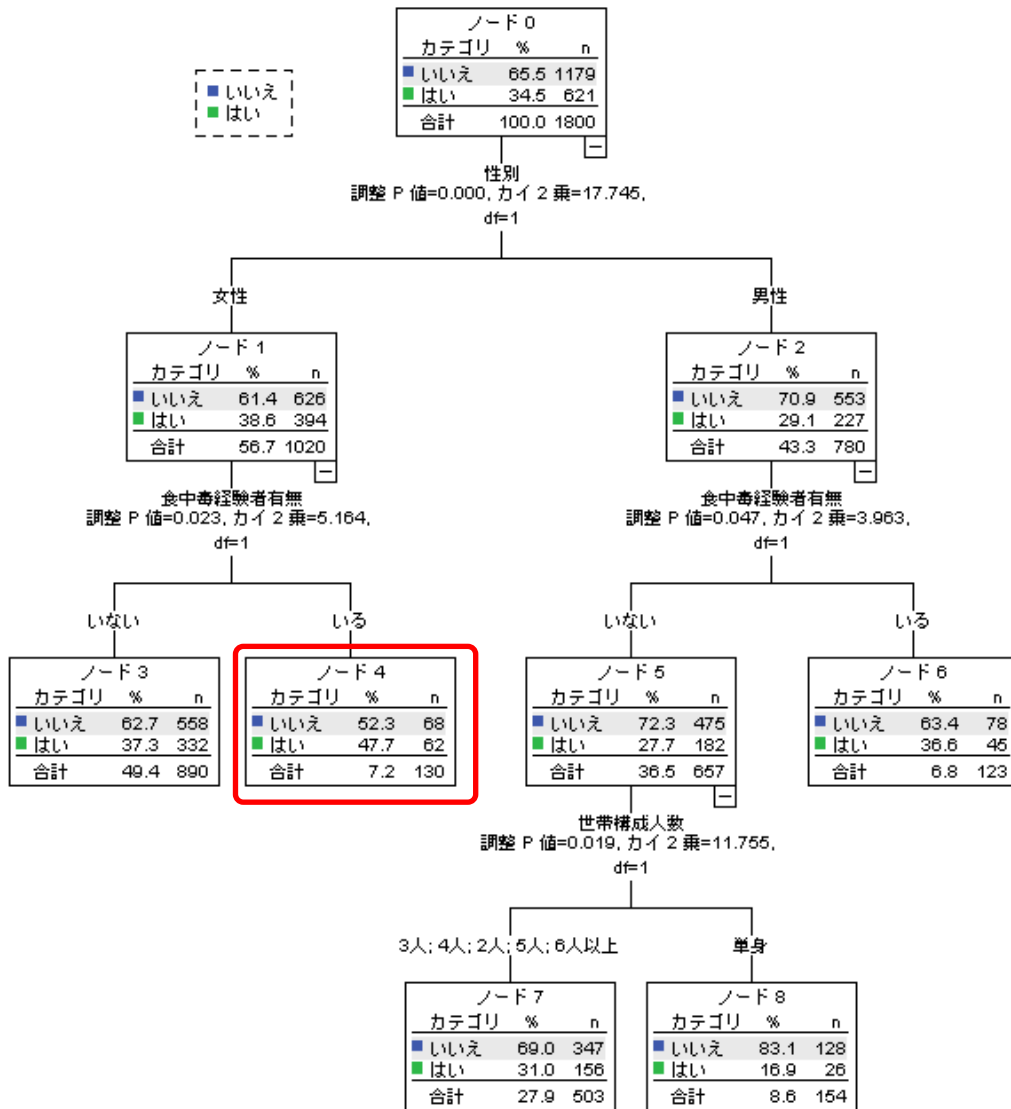 ノード 0
カテゴリ % n
いいえ 65.5 1179
はい 34.5 621
合計 100.0 1800
いいえ
はい
性別
調整 P 値=0.000, カイ 2 乗=17.745,
df=1
女性
男性
ノード 1
カテゴリ % n
いいえ 61.4 626
はい 38.6 394
合計 56.7 1020
ノード 2
カテゴリ % n
いいえ 70.9 553
はい 29.1 227
合計 43.3 780
食中毒経験者有無
調整 P 値=0.023, カイ 2 乗=5.164,
df=1
食中毒経験者有無
調整 P 値=0.047, カイ 2 乗=3.963,
df=1
いない
いる
いない
いる
ノード 3
カテゴリ % n
いいえ 62.7 558
はい 37.3 332
合計 49.4 890
ノード 4
カテゴリ % n
いいえ 52.3 68
はい 47.7 62
合計 7.2 130
ノード 5
カテゴリ % n
いいえ 72.3 475
はい 27.7 182
合計 36.5 657
ノード 6
カテゴリ % n
いいえ 63.4 78
はい 36.6 45
合計 6.8 123
世帯構成人数
調整 P 値=0.019, カイ 2 乗=11.755,
df=1
3人; 4人; 2人; 5人; 6人以上
単身
ノード 7
カテゴリ % n
いいえ 69.0 347
はい 31.0 156
合計 27.9 503
ノード 8
カテゴリ % n
いいえ 83.1 128
はい 16.9 26
合計 8.6 154